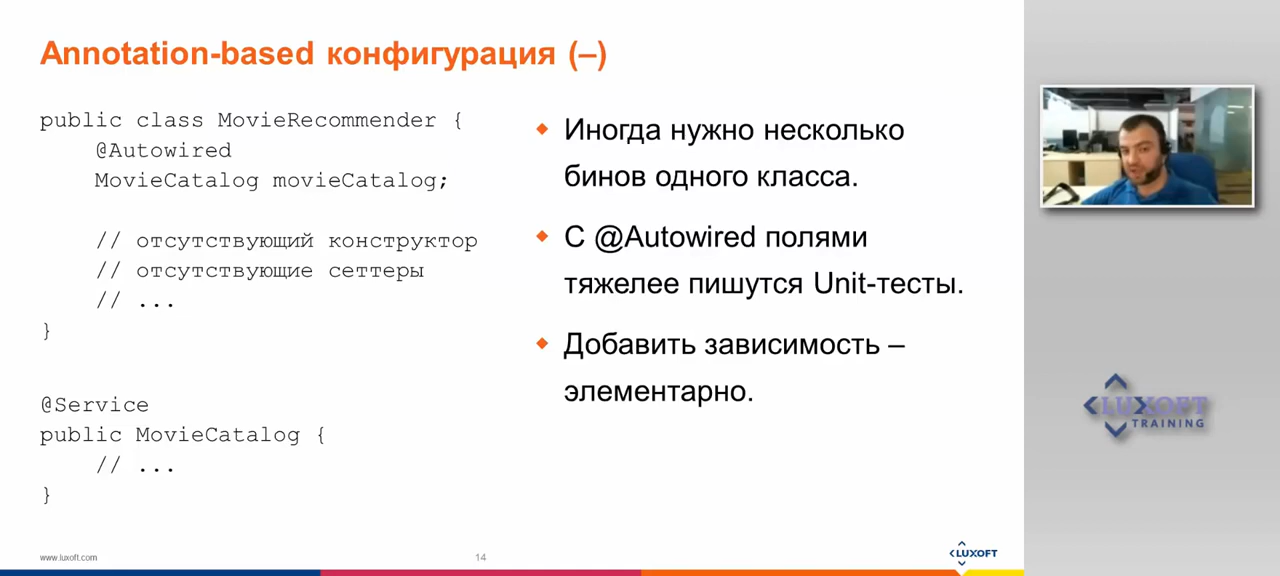 Annotation-based конфигурация (–)
public class MovieRecommender {
@Autowired
MovieCatalog movieCatalog;
// отсутствующий конструктор
// отсутствующие сеттеры
// ...
}
@Service
public MovieCatalog {
// ...
}
Иногда нужно несколько
бинов одного класса.
С @Autowired полями
тяжелее пишутся Unit-тесты.
Добавить зависимость –
элементарно.
LUXOFT
TRAINING
www.luxoft.com
14
LUXOFT